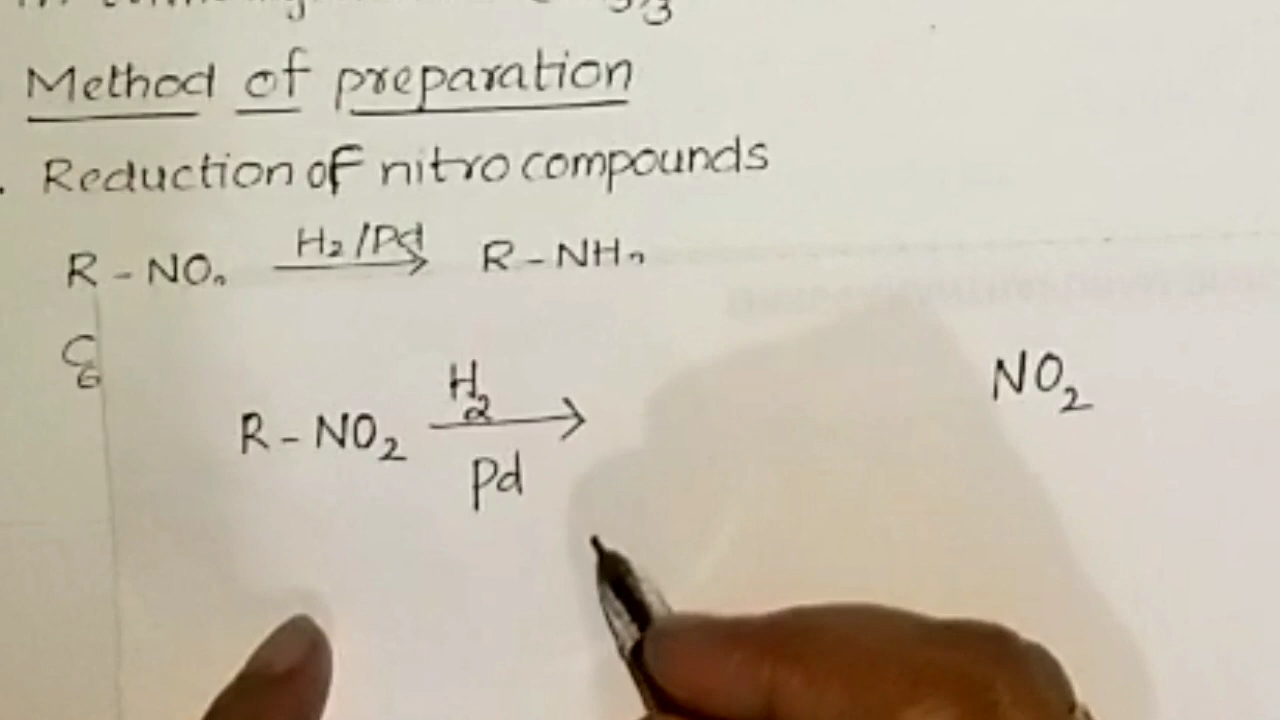 Method of preparation
Reduction of nitro compounds
R - NO₂ H₂/Pd → R - NH₂
NO₂
R - NO₂ H₂ →
Pd